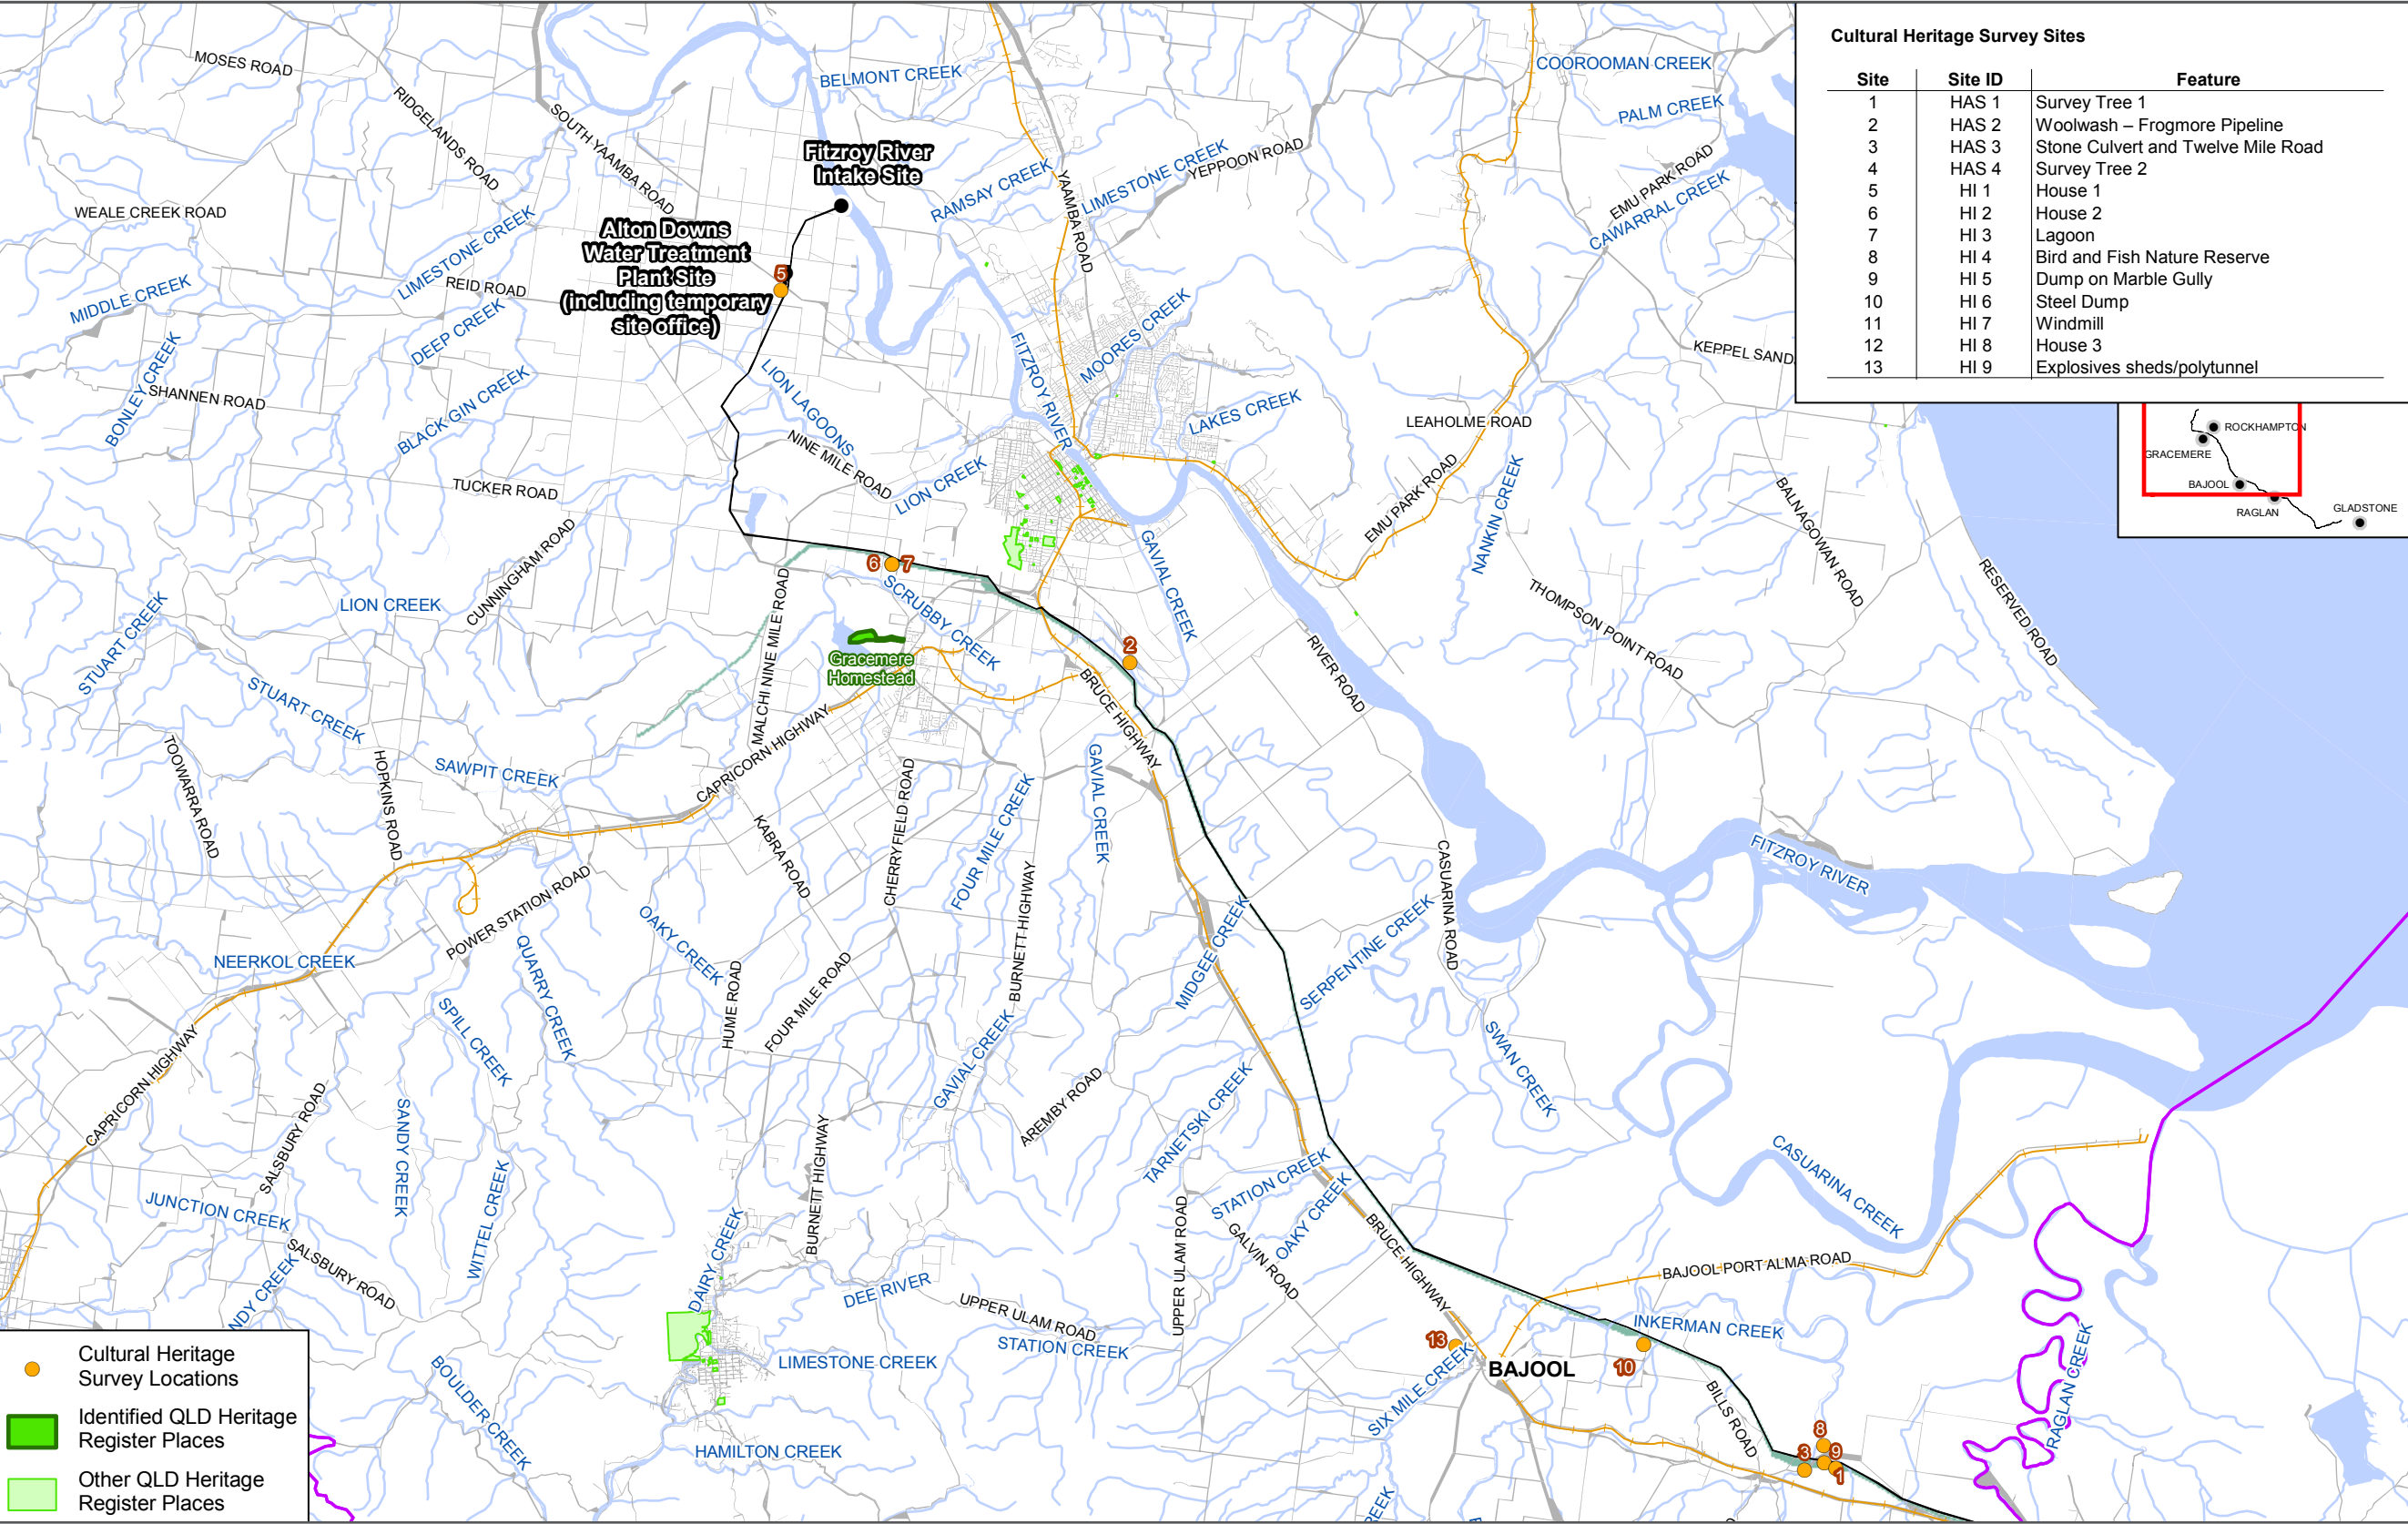 Cultural Heritage Survey Sites
Site Site ID Feature
1 HAS 1 Survey Tree 1
2 HAS 2 Woolwash – Frogmore Pipeline
3 HAS 3 Stone Culvert and Twelve Mile Road
4 HAS 4 Survey Tree 2
5 HI 1 House 1
6 HI 2 House 2
7 HI 3 Lagoon
8 HI 4 Bird and Fish Nature Reserve
9 HI 5 Dump on Marble Gully
10 HI 6 Steel Dump
11 HI 7 Windmill
12 HI 8 House 3
13 HI 9 Explosives sheds/polytunnel
ROCKHAMPTON
GRACEMERE
BAJOOL
RAGLAN
GLADSTONE
MOSES ROAD
RIDGELANDS ROAD
SOUTH YAAMBA ROAD
BELMONT CREEK
COOROOMAN CREEK
PALM CREEK
Fitzroy River
Intake Site
RAMSAY CREEK
YAAMBA ROAD
LIMESTONE CREEK
YEPPOON ROAD
EMU PARK ROAD
CAWARRAL CREEK
WEALE CREEK ROAD
LIMESTONE CREEK
Alton Downs
Water Treatment
Plant Site
(including temporary
site office)
5
REID ROAD
MIDDLE CREEK
DEEP CREEK
BONLEY CREEK
SHANNEN ROAD
BLACK GIN CREEK
LION LAGOONS
FITZROY RIVER
MOORES CREEK
KEPPEL SAND
LAKES CREEK
LEAHOLME ROAD
NINE MILE ROAD
LION CREEK
TUCKER ROAD
EMU PARK ROAD
NANKIN CREEK
BALNAGOWAN ROAD
CUNNINGHAM ROAD
6
7
GAVIAL CREEK
RESERVED ROAD
LION CREEK
STUART CREEK
SCRUBBY CREEK
MALCHI NINE MILE ROAD
THOMPSON POINT ROAD
Gracemere
Homestead
2
RIVER ROAD
STUART CREEK
BRUCE HIGHWAY
TOOWARRA ROAD
HOPKINS ROAD
SAWPIT CREEK
CAPRICORN HIGHWAY
CHERRYFIELD ROAD
FOUR MILE CREEK
GAVIAL CREEK
KABRA ROAD
FITZROY RIVER
CASUARINA ROAD
POWER STATION ROAD
OAKY CREEK
BURNETT HIGHWAY
MIDGEE CREEK
SERPENTINE CREEK
NEERKOL CREEK
QUARRY CREEK
HUME ROAD
FOUR MILE ROAD
SPILL CREEK
GAVIAL CREEK
SWAN CREEK
CAPRICORN HIGHWAY
SALSBURY ROAD
SANDY CREEK
AREMBY ROAD
TARNETSKI CREEK
CASUARINA CREEK
JUNCTION CREEK
WITTEL CREEK
BURNETT HIGHWAY
STATION CREEK
OAKY CREEK
DAIRY CREEK
UPPER ULAM ROAD
GALVIN ROAD
BRUCE HIGHWAY
SALSBURY ROAD
NDY CREEK
BAJOOL PORT ALMA ROAD
DEE RIVER
UPPER ULAM ROAD
STATION CREEK
INKERMAN CREEK
13
10
BAJOOL
LIMESTONE CREEK
BOULDER CREEK
SIX MILE CREEK
BILLS ROAD
RAGLAN CREEK
HAMILTON CREEK
8
3
9
1
REEK
Cultural Heritage
Survey Locations
Identified QLD Heritage
Register Places
Other QLD Heritage
Register Places